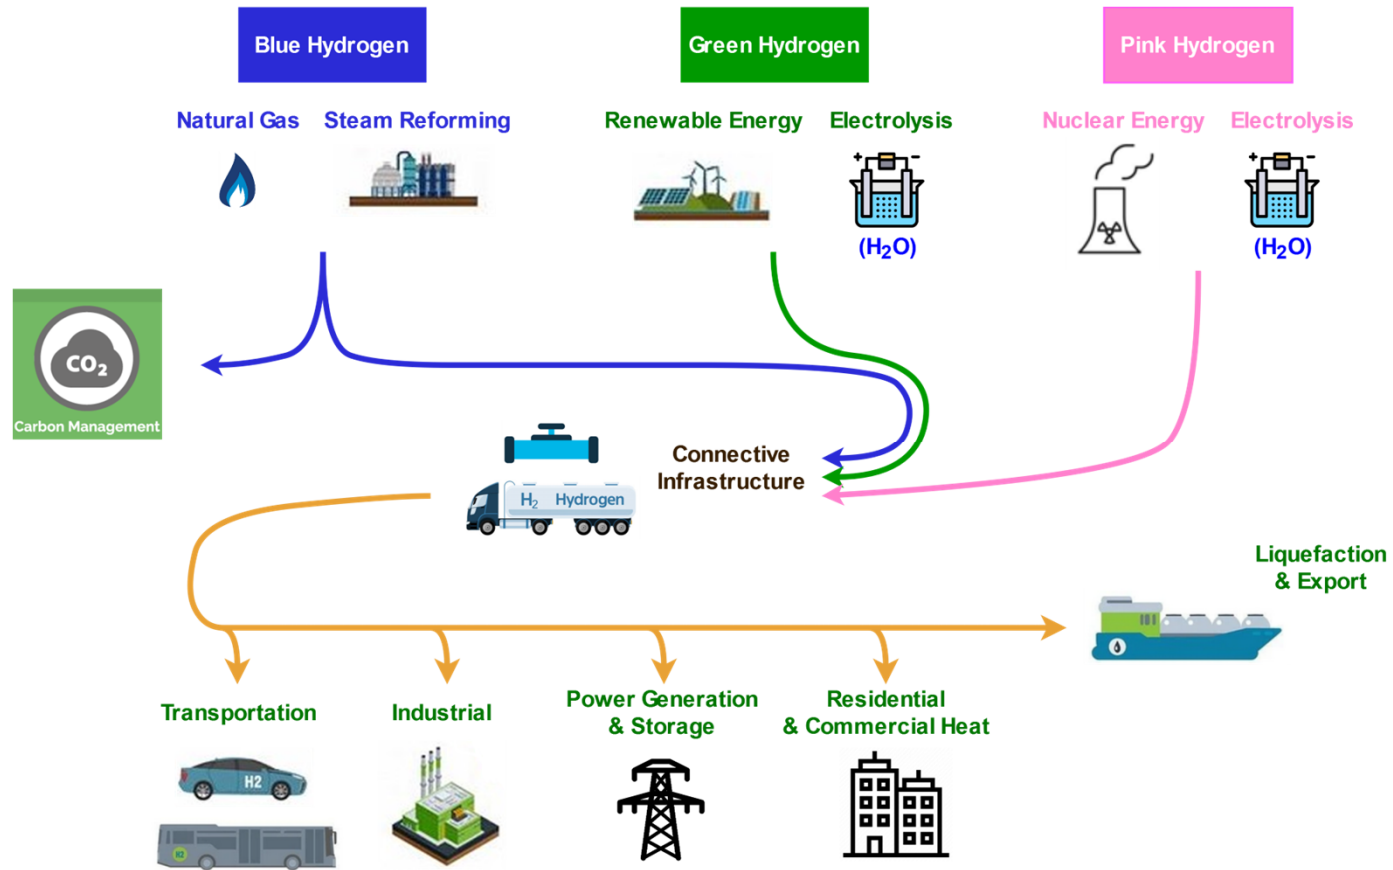 Blue Hydrogen
Green Hydrogen
Pink Hydrogen
Natural Gas
Steam Reforming
Renewable Energy
Electrolysis
Nuclear Energy
Electrolysis
+ −
+ −
(H₂O)
(H₂O)
CO₂
Carbon Management
Connective
Infrastructure
H₂ Hydrogen
Liquefaction
& Export
Transportation
Industrial
Power Generation
& Storage
Residential
& Commercial Heat
H2
H2